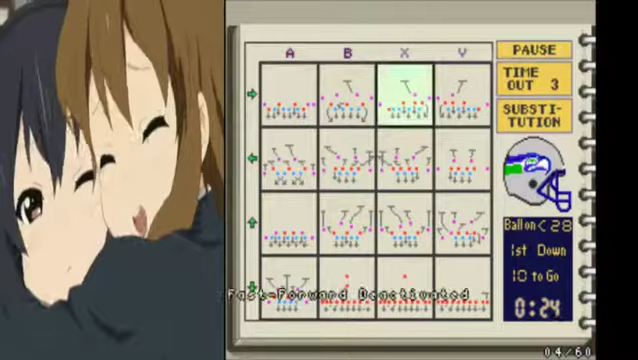 A B X Y
PAUSE
TIME
OUT 3
SUBSTI-
TUTION
Ball on < 28
1st Down
10 to Go
0:24
Fast-Forward Deactivated
04/60